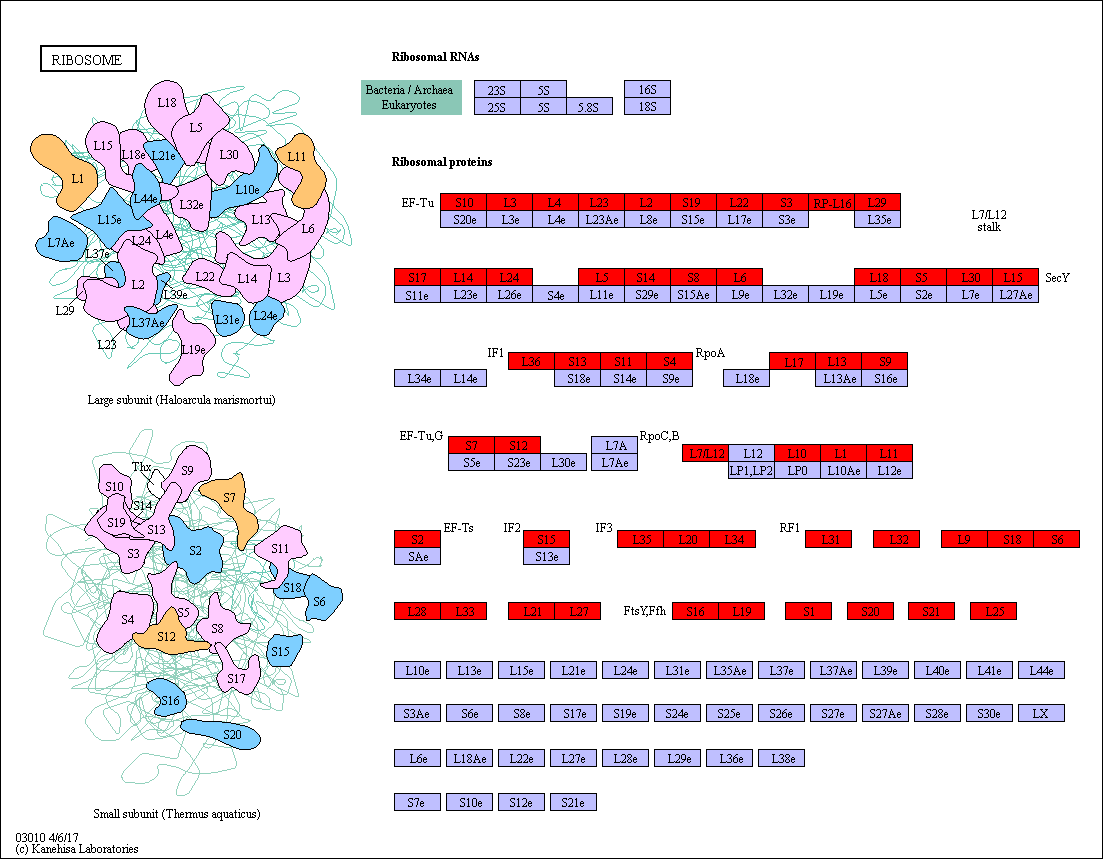 RIBOSOME
Ribosomal RNAs
Bacteria / Archaea 23S 5S 16S
Eukaryotes 25S 5S 5.8S 18S
Ribosomal proteins
EF-Tu S10 L3 L4 L23 L2 S19 L22 S3 RP-L16 L29
S20e L3e L4e L23Ae L8e S15e L17e S3e L35e
L7/L12
stalk
S17 L14 L24 L5 S14 S8 L6 L18 S5 L30 L15 SecY
S11e L23e L26e S4e L11e S29e S15Ae L9e L32e L19e L5e S2e L7e L27Ae
IF1 L36 S13 S11 S4 RpoA L17 L13 S9
L34e L14e S18e S14e S9e L18e L13Ae S16e
EF-Tu,G S7 S12 L7A RpoC,B L7/L12 L12 L10 L1 L11
S5e S23e L30e L7Ae LP1,LP2 LP0 L10Ae L12e
S2 EF-Ts IF2 S15 IF3 L35 L20 L34 RF1 L31 L32 L9 S18 S6
SAe S13e
L28 L33 L21 L27 FtsY,Ffh S16 L19 S1 S20 S21 L25
L10e L13e L15e L21e L24e L31e L35Ae L37e L37Ae L39e L40e L41e L44e
S3Ae S6e S8e S17e S19e S24e S25e S26e S27e S27Ae S28e S30e LX
L6e L18Ae L22e L27e L28e L29e L36e L38e
S7e S10e S12e S21e
L18
L5
L15
L18e
L21e
L30
L11
L1
L10e
L44e
L32e
L15e
L13
L6
L7Ae
L24
L4e
L37e
L2
L22
L14
L3
L39e
L29
L37Ae
L31e
L24e
L23
L19e
Large subunit (Haloarcula marismortui)
S9
Thx
S10
S7
S14
S19
S13
S3
S2
S11
S18
S6
S4
S5
S12
S8
S15
S17
S16
S20
Small subunit (Thermus aquaticus)
03010 4/6/17
(c) Kanehisa Laboratories